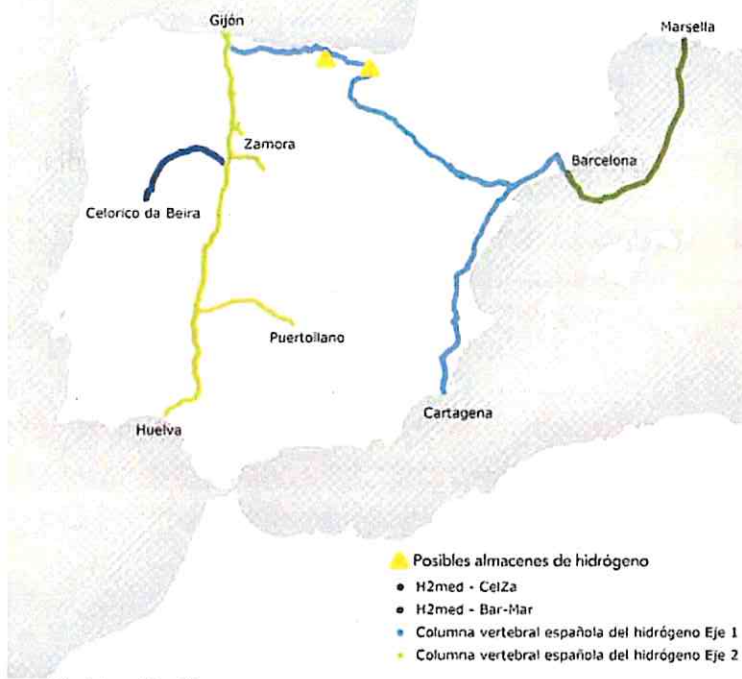 Gijón
Marsella
Zamora
Barcelona
Celorico da Beira
Puertollano
Cartagena
Huelva
Posibles almacenes de hidrógeno
H2med - CelZa
H2med - Bar-Mar
Columna vertebral española del hidrógeno Eje 1
Columna vertebral española del hidrógeno Eje 2